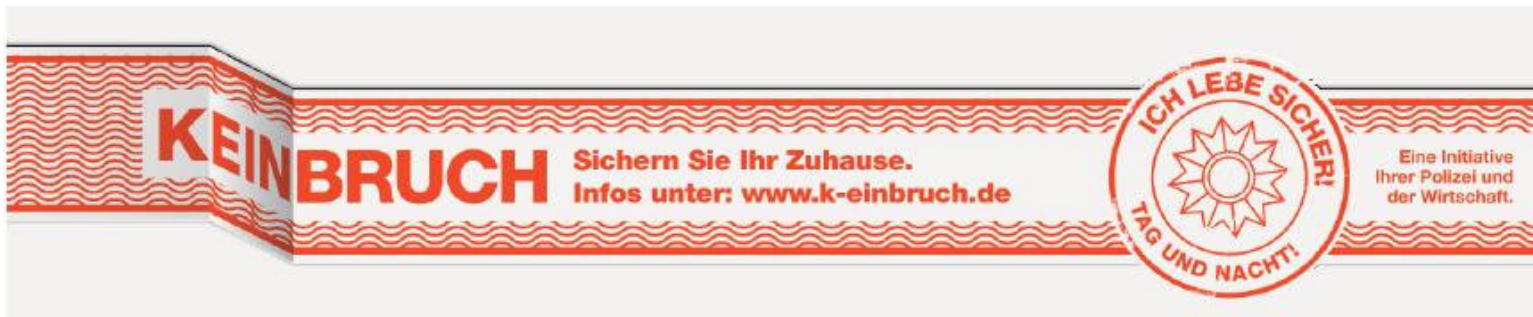 KEINBRUCH
Sichern Sie Ihr Zuhause.
Infos unter: www.k-einbruch.de
ICH LEBE SICHER!
TAG UND NACHT!
Eine Initiative
Ihrer Polizei und
der Wirtschaft.